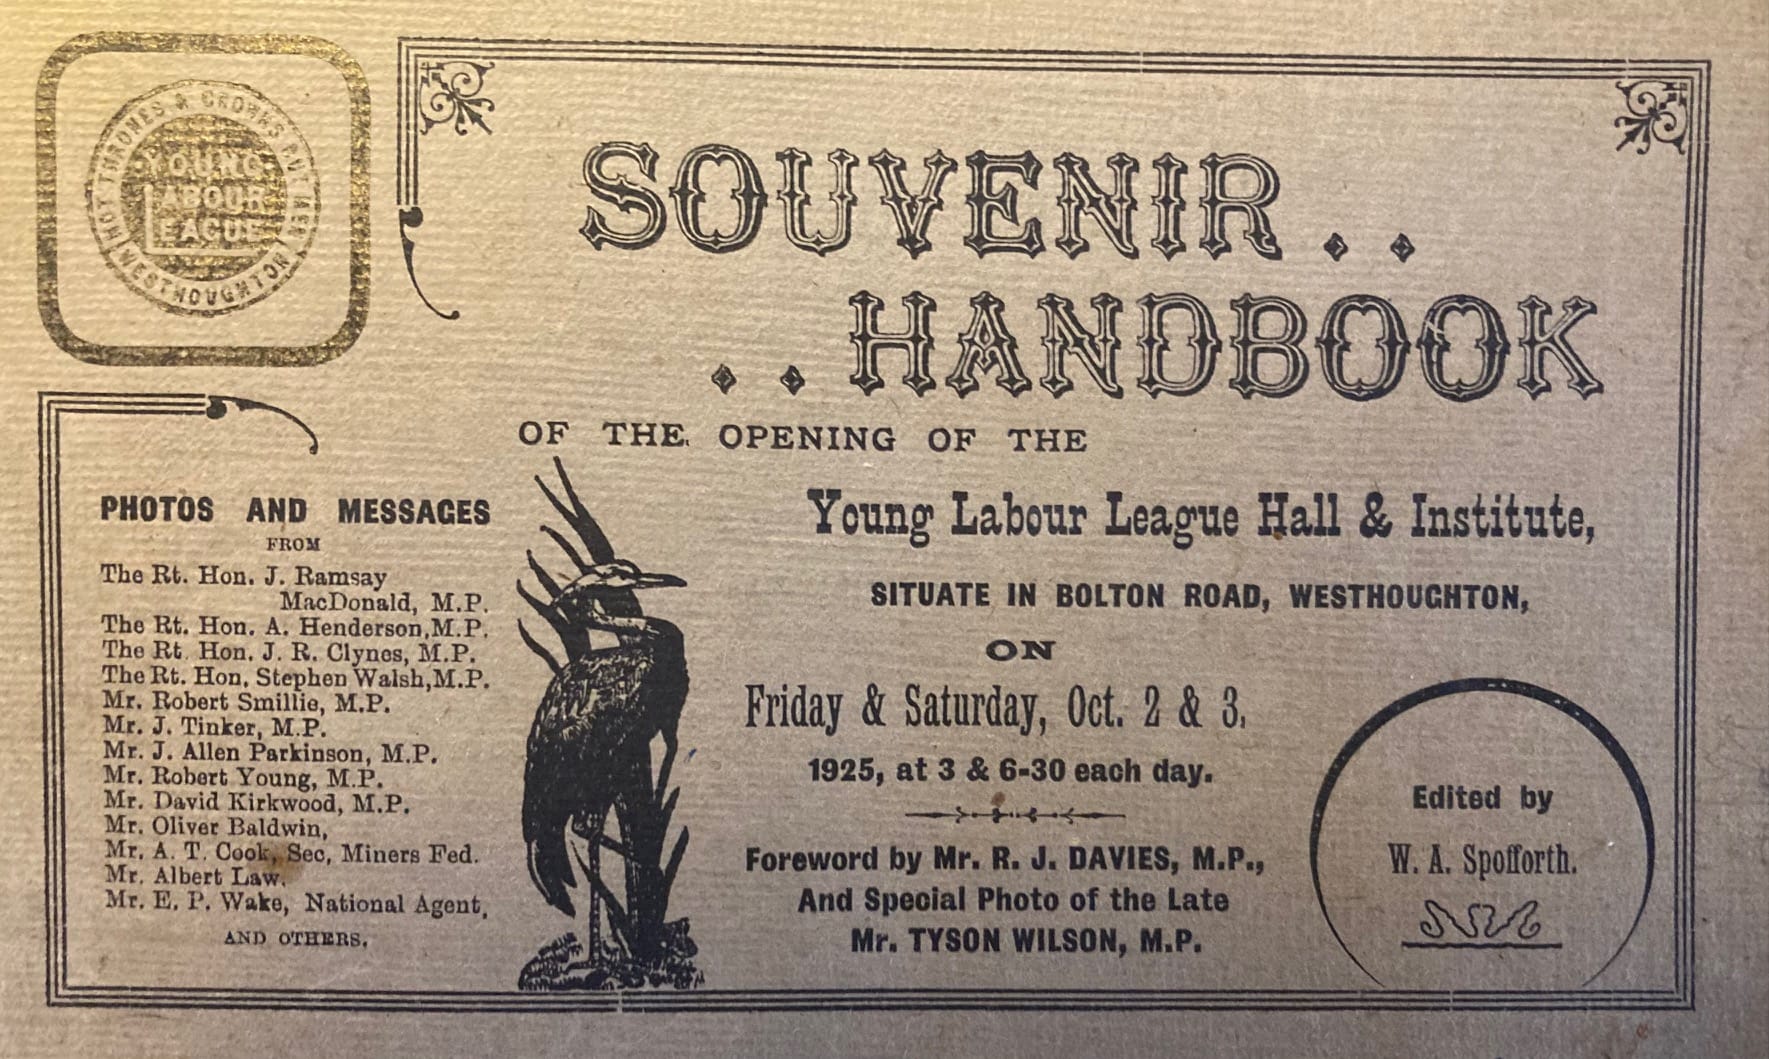 NOT THRONES & CROWNS BUT MEN
YOUNG
LABOUR
LEAGUE
WESTHOUGHTON
SOUVENIR . .
. . HANDBOOK
OF THE OPENING OF THE
Young Labour League Hall & Institute,
SITUATE IN BOLTON ROAD, WESTHOUGHTON,
ON
Friday & Saturday, Oct. 2 & 3,
1925, at 3 & 6-30 each day.
Foreword by Mr. R. J. DAVIES, M.P.,
And Special Photo of the Late
Mr. TYSON WILSON, M.P.
Edited by
W. A. Spofforth.
PHOTOS AND MESSAGES
FROM
The Rt. Hon. J. Ramsay
MacDonald, M.P.
The Rt. Hon. A. Henderson, M.P.
The Rt. Hon. J. R. Clynes, M.P.
The Rt. Hon. Stephen Walsh, M.P.
Mr. Robert Smillie, M.P.
Mr. J. Tinker, M.P.
Mr. J. Allen Parkinson, M.P.
Mr. Robert Young, M.P.
Mr. David Kirkwood, M.P.
Mr. Oliver Baldwin,
Mr. A. T. Cook, Sec, Miners Fed.
Mr. Albert Law.
Mr. E. P. Wake, National Agent,
AND OTHERS.